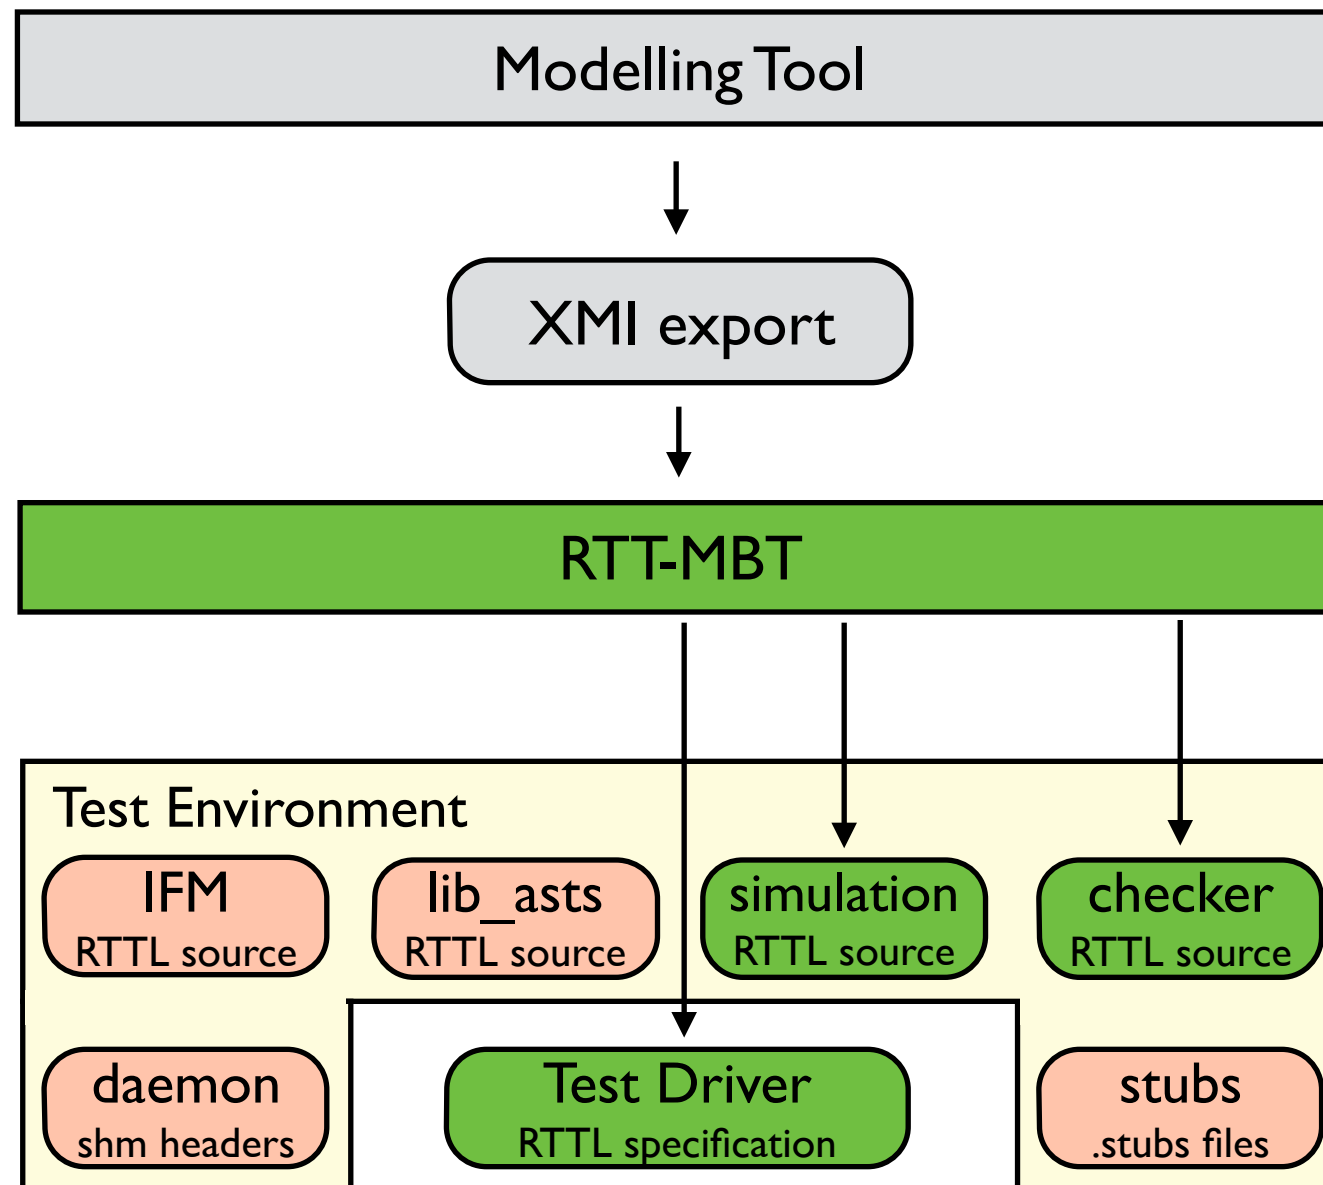 Modelling Tool
XMI export
RTT-MBT
Test Environment
IFM
RTTL source
lib_asts
RTTL source
simulation
RTTL source
checker
RTTL source
daemon
shm headers
Test Driver
RTTL specification
stubs
.stubs files